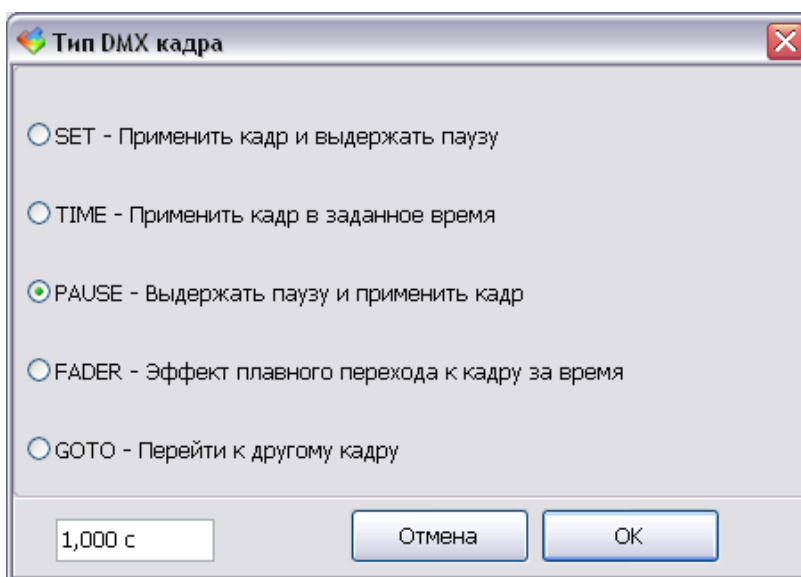 Тип DMX кадра
SET - Применить кадр и выдержать паузу
TIME - Применить кадр в заданное время
PAUSE - Выдержать паузу и применить кадр
FADER - Эффект плавного перехода к кадру за время
GOTO - Перейти к другому кадру
1,000 с Отмена OK